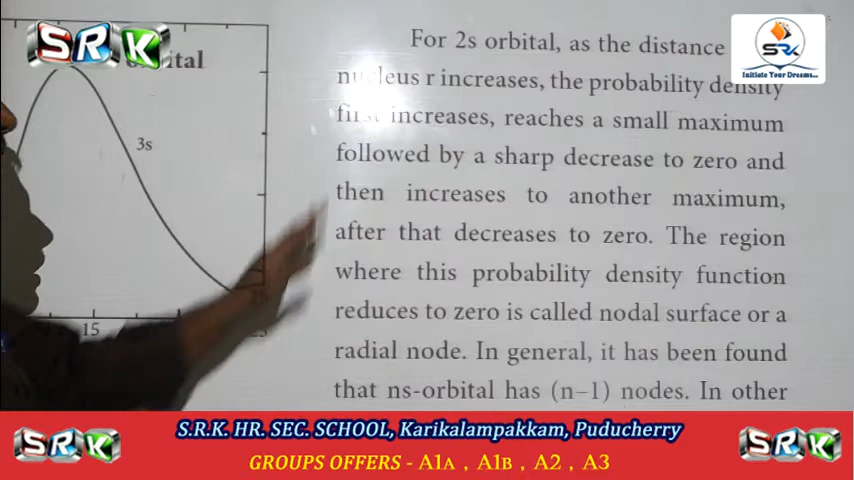 SRK
ital
3s
15
For 2s orbital, as the distance
nucleus r increases, the probability density
first increases, reaches a small maximum
followed by a sharp decrease to zero and
then increases to another maximum,
after that decreases to zero. The region
where this probability density function
reduces to zero is called nodal surface or a
radial node. In general, it has been found
that ns-orbital has (n–1) nodes. In other
SRK
Initiate Your Dreams...
SRK
S.R.K. HR. SEC. SCHOOL, Karikalampakkam, Puducherry
GROUPS OFFERS - A1A , A1B , A2 , A3
SRK